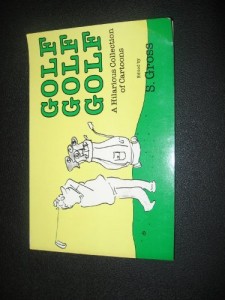 GOLF
GOLF
GOLF
A Hilarious Collection
of Cartoons
Edited by
S. Gross